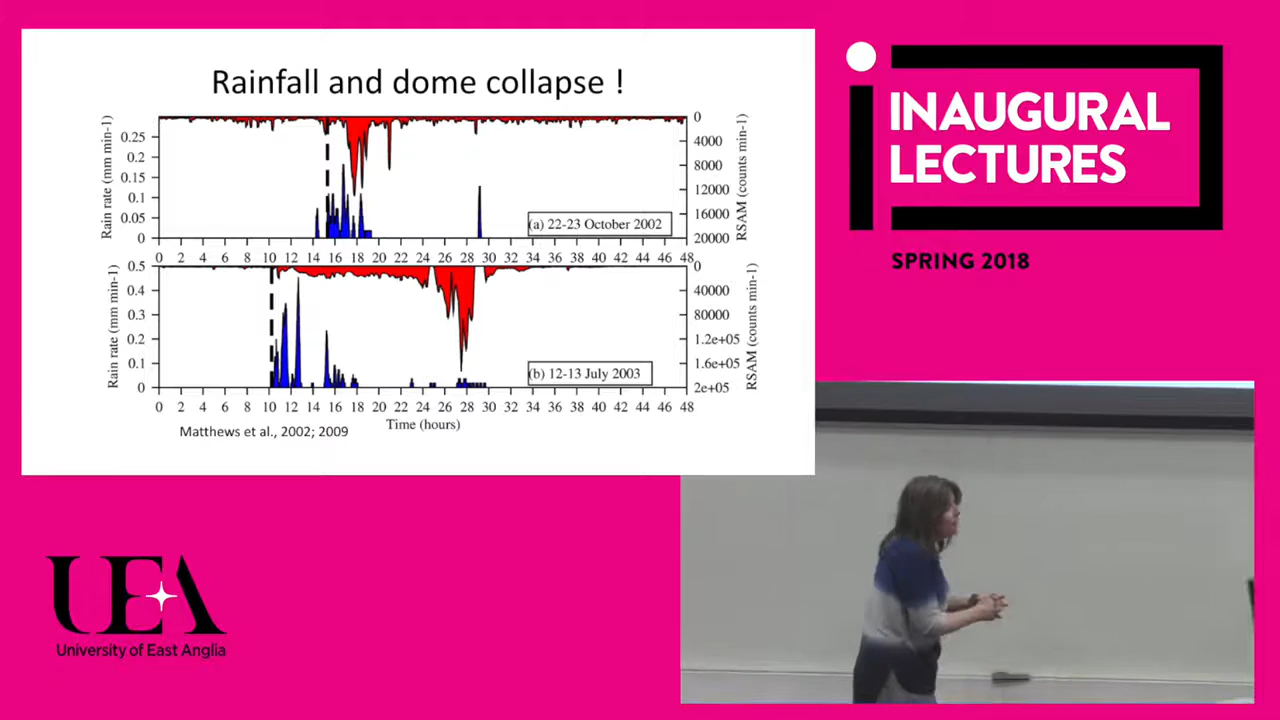 Rainfall and dome collapse !
Rain rate (mm min-1)
0.25
0.2
0.15
0.1
0.05
0
0
4000
8000
12000
16000
20000
RSAM (counts min-1)
(a) 22-23 October 2002
0 2 4 6 8 10 12 14 16 18 20 22 24 26 28 30 32 34 36 38 40 42 44 46 48
Rain rate (mm min-1)
0.5
0.4
0.3
0.2
0.1
0
0
40000
80000
1.2e+05
1.6e+05
2e+05
RSAM (counts min-1)
(b) 12-13 July 2003
0 2 4 6 8 10 12 14 16 18 20 22 24 26 28 30 32 34 36 38 40 42 44 46 48
Time (hours)
Matthews et al., 2002; 2009
INAUGURAL
LECTURES
SPRING 2018
UEA
University of East Anglia